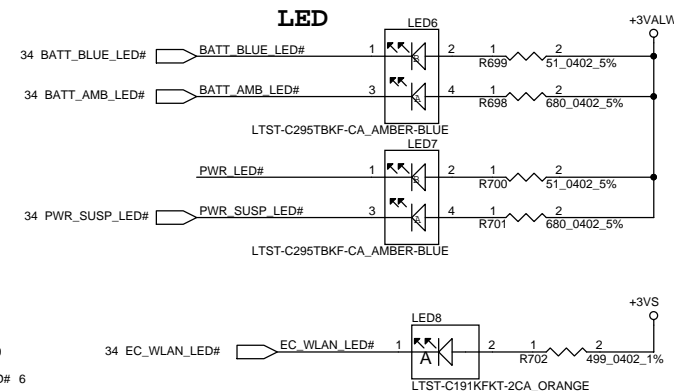 LED
LED6
+3VALW
34 BATT_BLUE_LED# BATT_BLUE_LED# 1 B 2 1 R699 2 51_0402_5%
34 BATT_AMB_LED# BATT_AMB_LED# 3 A 4 1 R698 2 680_0402_5%
LTST-C295TBKF-CA_AMBER-BLUE
LED7
PWR_LED# 1 B 2 1 R700 2 51_0402_5%
34 PWR_SUSP_LED# PWR_SUSP_LED# 3 A 4 1 R701 2 680_0402_5%
LTST-C295TBKF-CA_AMBER-BLUE
+3VS
LED8
34 EC_WLAN_LED# EC_WLAN_LED# 1 A 2 1 R702 2 499_0402_1%
D# 6
LTST-C191KFKT-2CA_ORANGE